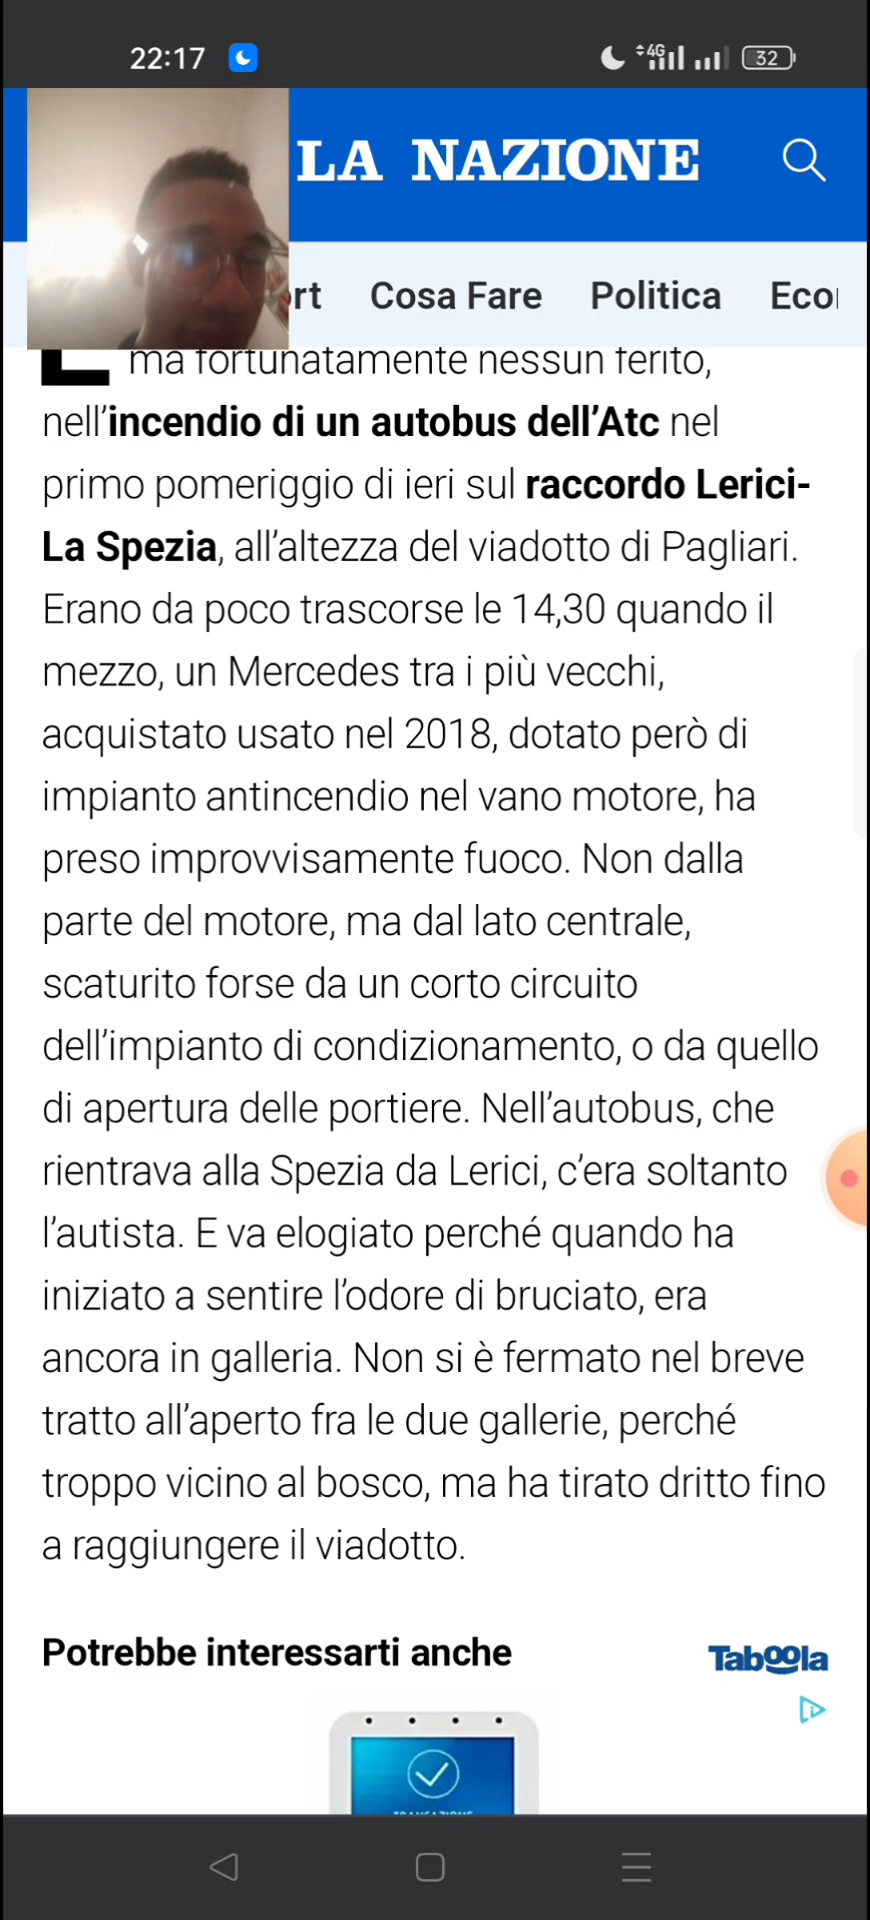 22:17
4G
32
LA NAZIONE
rt Cosa Fare Politica Eco
ma fortunatamente nessun ferito,
nell’incendio di un autobus dell’Atc nel
primo pomeriggio di ieri sul raccordo Lerici-
La Spezia, all’altezza del viadotto di Pagliari.
Erano da poco trascorse le 14,30 quando il
mezzo, un Mercedes tra i più vecchi,
acquistato usato nel 2018, dotato però di
impianto antincendio nel vano motore, ha
preso improvvisamente fuoco. Non dalla
parte del motore, ma dal lato centrale,
scaturito forse da un corto circuito
dell’impianto di condizionamento, o da quello
di apertura delle portiere. Nell’autobus, che
rientrava alla Spezia da Lerici, c’era soltanto
l’autista. E va elogiato perché quando ha
iniziato a sentire l’odore di bruciato, era
ancora in galleria. Non si è fermato nel breve
tratto all’aperto fra le due gallerie, perché
troppo vicino al bosco, ma ha tirato dritto fino
a raggiungere il viadotto.
Potrebbe interessarti anche
Taboola